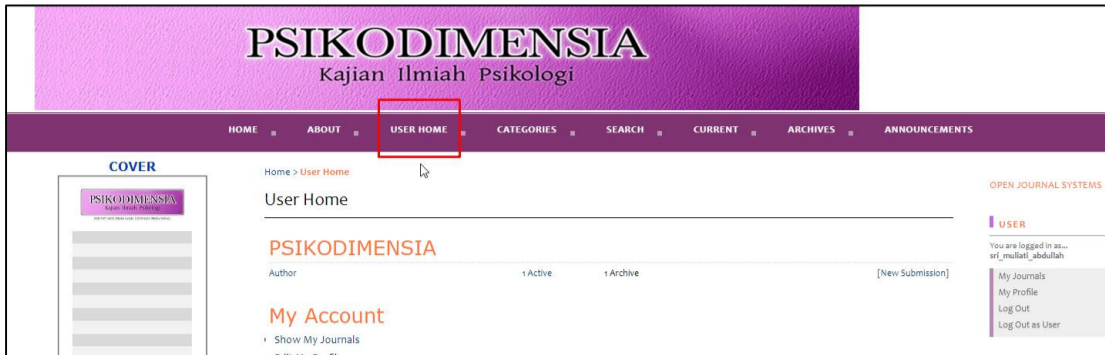 PSIKODIMENSIA
Kajian Ilmiah Psikologi
HOME ABOUT USER HOME CATEGORIES SEARCH CURRENT ARCHIVES ANNOUNCEMENTS
COVER
PSIKODIMENSIA
Kajian Ilmiah Psikologi
Home > User Home
User Home
PSIKODIMENSIA
Author 1 Active 1 Archive [New Submission]
My Account
Show My Journals
OPEN JOURNAL SYSTEMS
USER
You are logged in as...
sri_muliati_abdullah
My Journals
My Profile
Log Out
Log Out as User